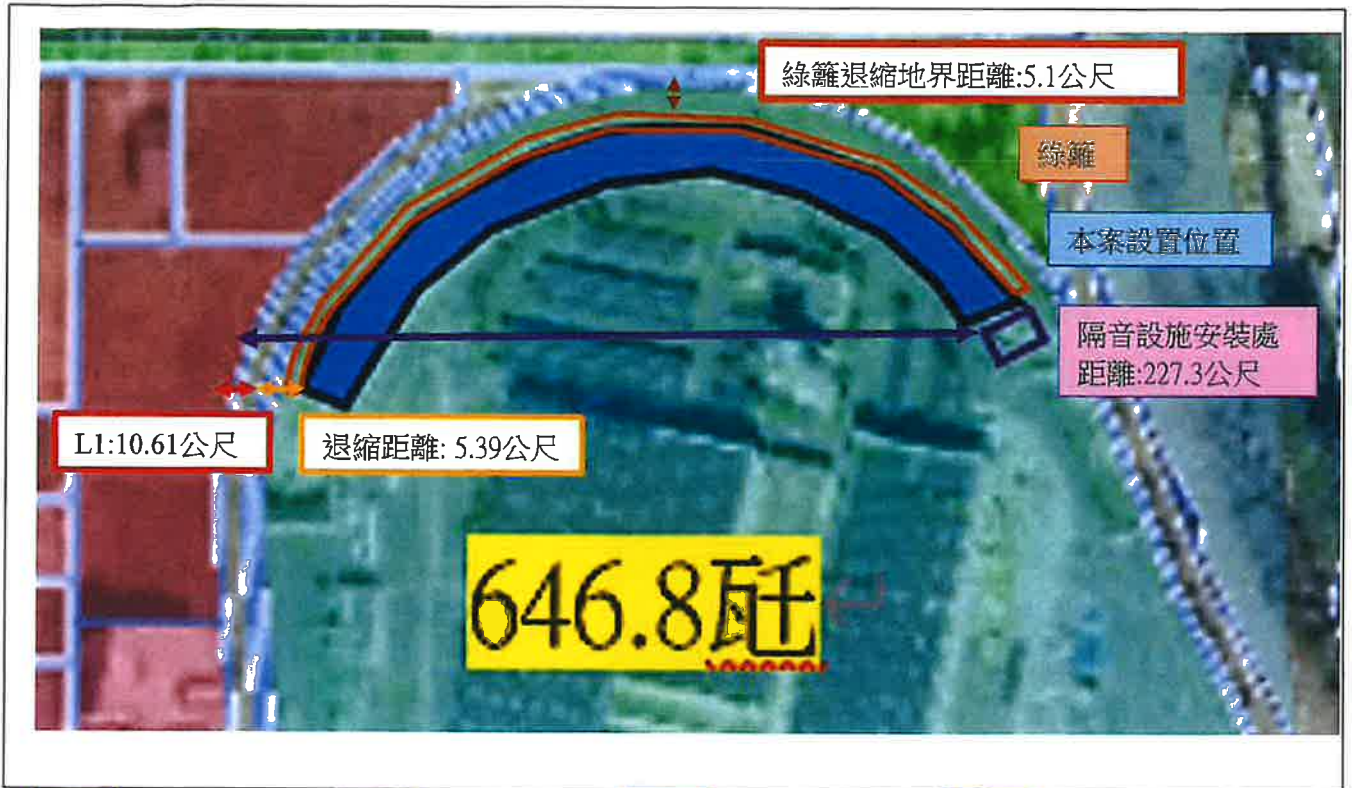 綠籬退縮地界距離:5.1公尺
綠籬
本案設置位置
隔音設施安裝處
距離:227.3公尺
L1:10.61公尺
退縮距離: 5.39公尺
646.8瓩